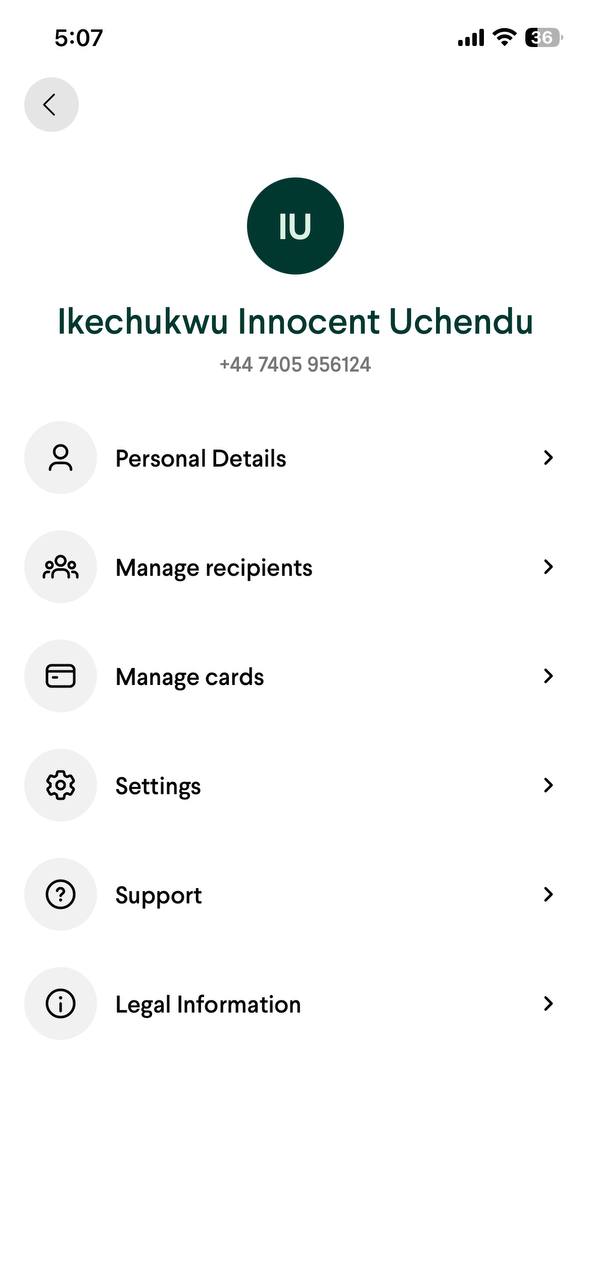 5:07
36
IU
Ikechukwu Innocent Uchendu
+44 7405 956124
Personal Details
Manage recipients
Manage cards
Settings
Support
Legal Information